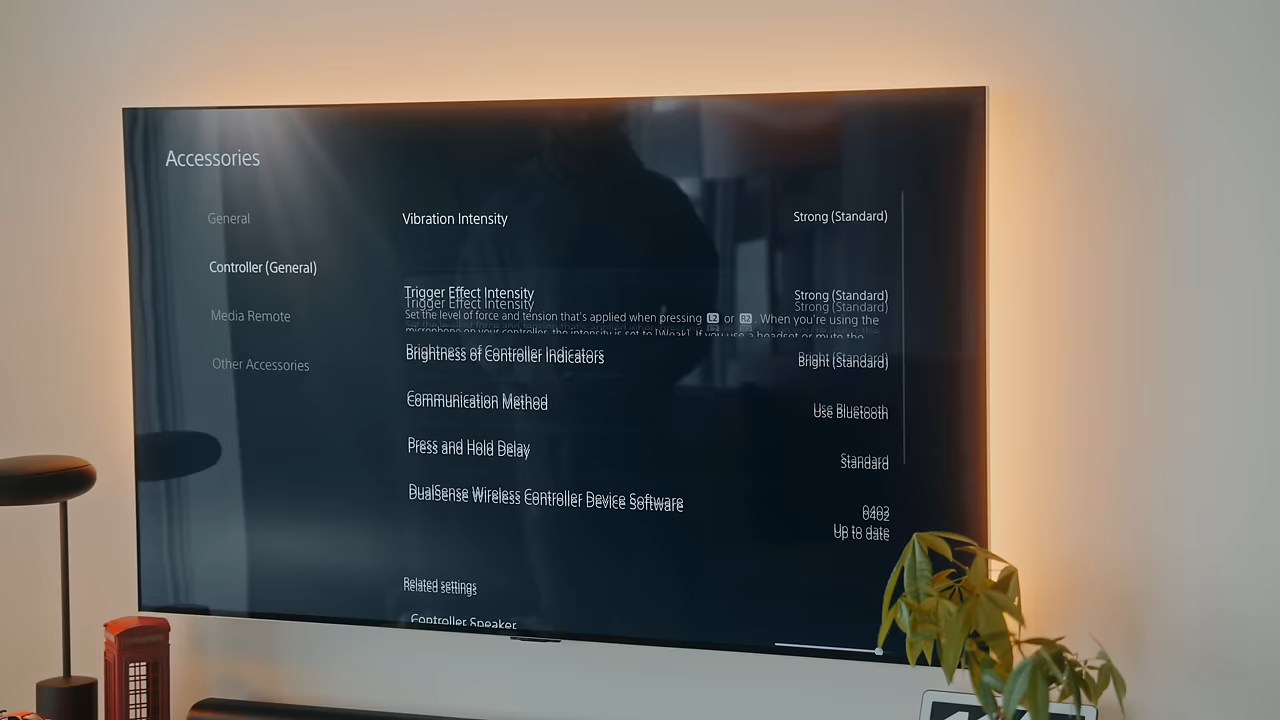 Accessories
General
Controller (General)
Media Remote
Other Accessories
Vibration Intensity
Strong (Standard)
Trigger Effect Intensity
Strong (Standard)
Set the level of force and tension that's applied when pressing L2 or R2. When you're using the
microphone on your controller, the intensity is set to [Weak]. If you use a headset or mute the
Brightness of Controller Indicators
Bright (Standard)
Communication Method
Use Bluetooth
Press and Hold Delay
Standard
DualSense Wireless Controller Device Software
0402
Up to date
Related settings
Controller Speaker